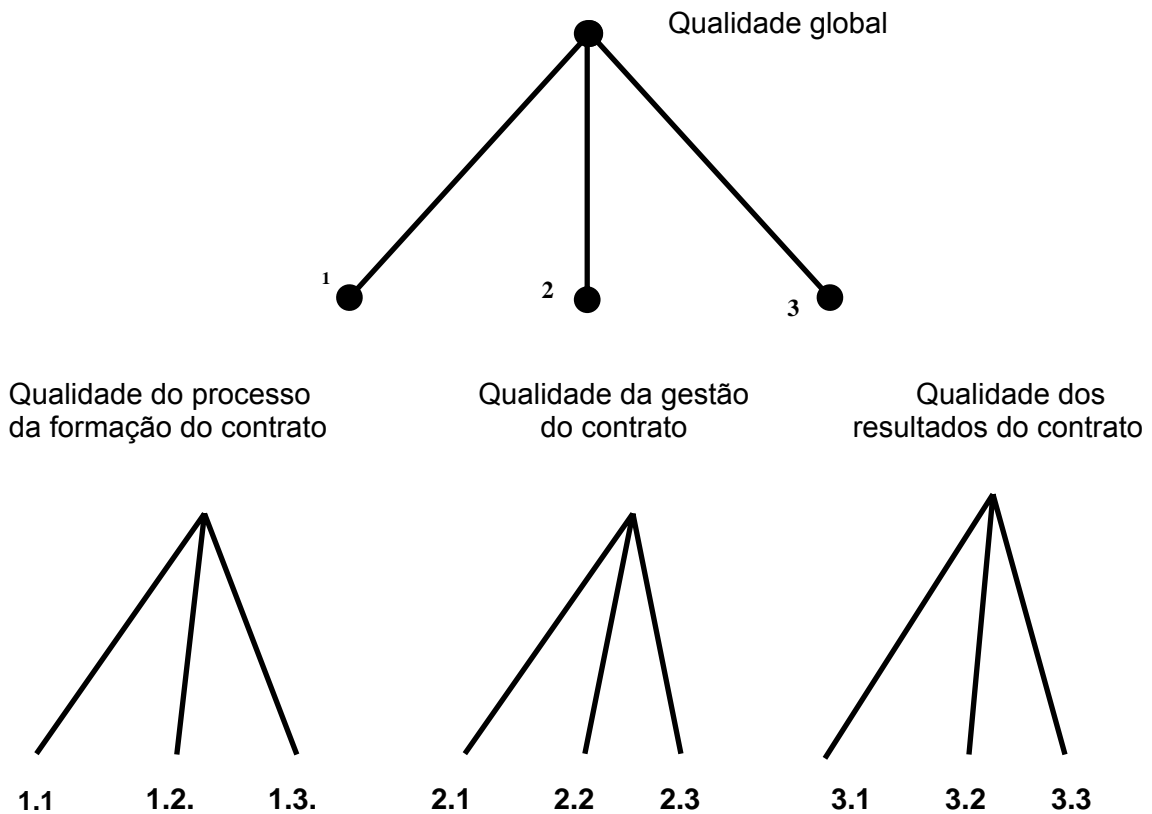 Qualidade global
1
2
3
Qualidade do processo
da formação do contrato
Qualidade da gestão
do contrato
Qualidade dos
resultados do contrato
1.1
1.2.
1.3.
2.1
2.2
2.3
3.1
3.2
3.3